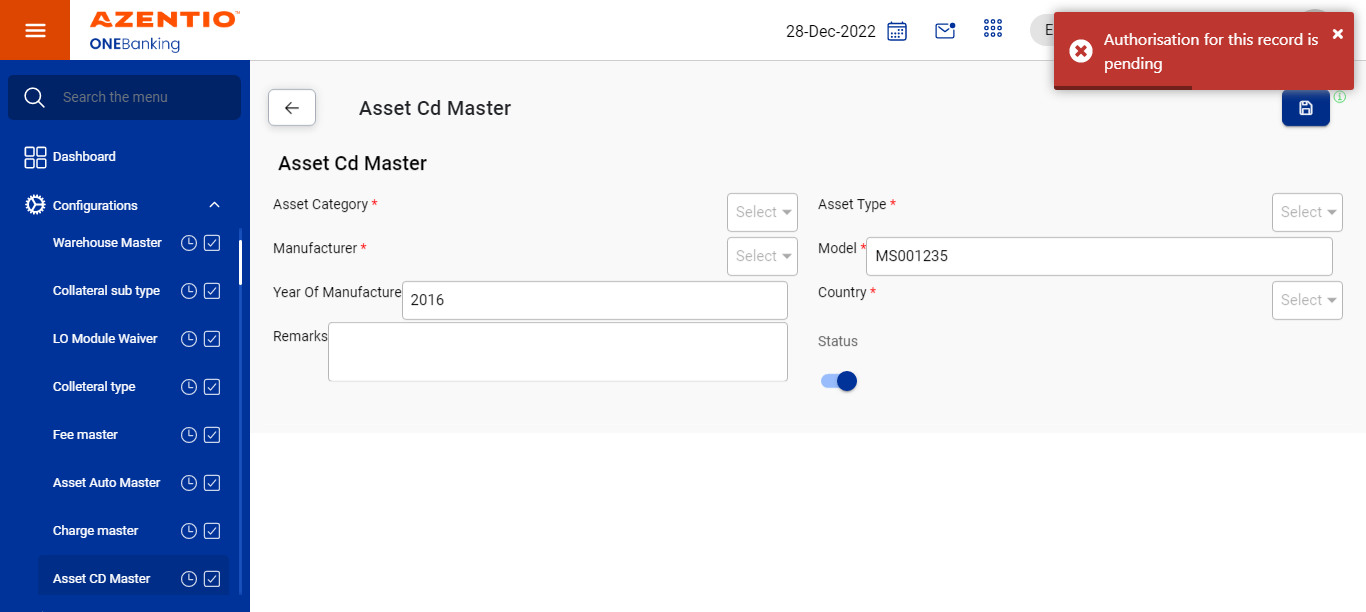 AZENTIO™
ONEBanking
28-Dec-2022
E
Authorisation for this record is
pending
Search the menu
Dashboard
Configurations
Warehouse Master
Collateral sub type
LO Module Waiver
Colleteral type
Fee master
Asset Auto Master
Charge master
Asset CD Master
Asset Cd Master
Asset Cd Master
Asset Category * Select
Asset Type * Select
Manufacturer * Select
Model * MS001235
Year Of Manufacture 2016
Country * Select
Remarks
Status